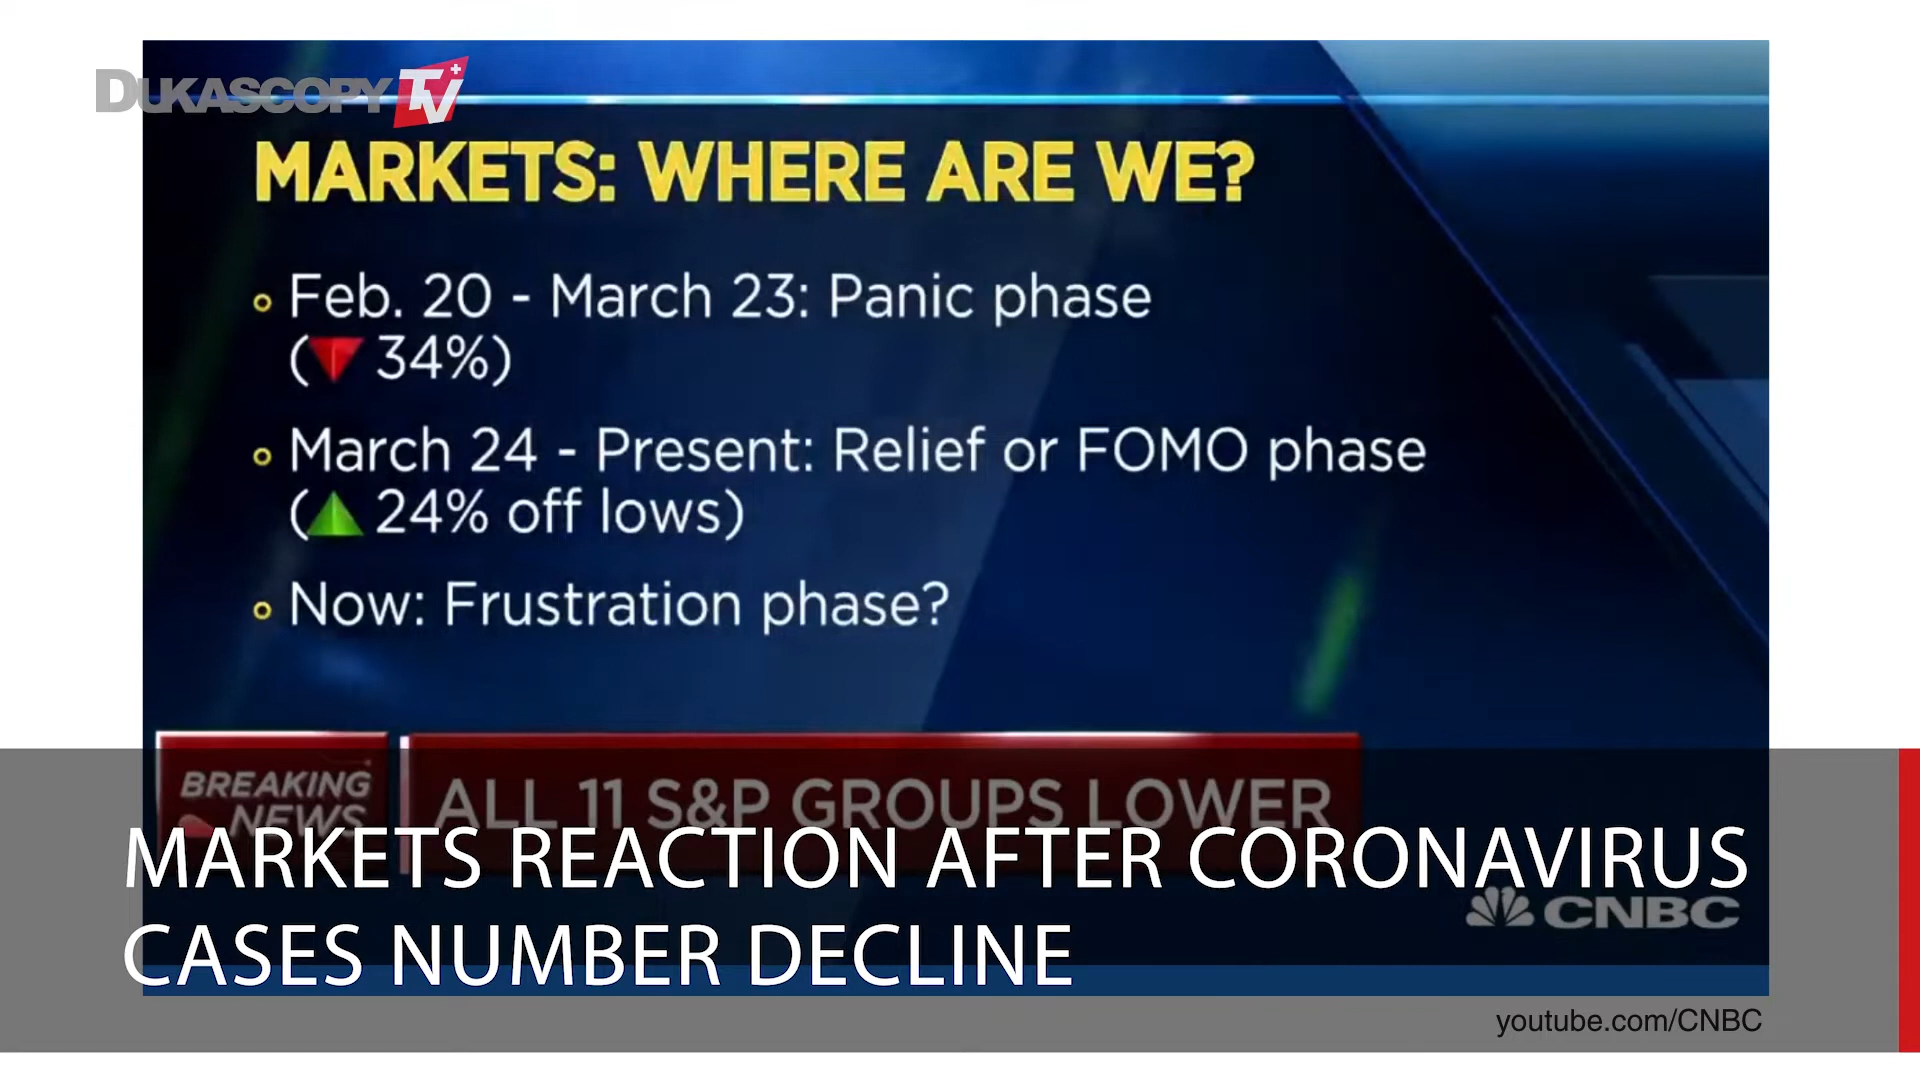 DUKASCOPY TV
MARKETS: WHERE ARE WE?
Feb. 20 - March 23: Panic phase
(▼ 34%)
March 24 - Present: Relief or FOMO phase
(▲ 24% off lows)
Now: Frustration phase?
BREAKING
NEWS
ALL 11 S&P GROUPS LOWER
MARKETS REACTION AFTER CORONAVIRUS
CASES NUMBER DECLINE
CNBC
youtube.com/CNBC